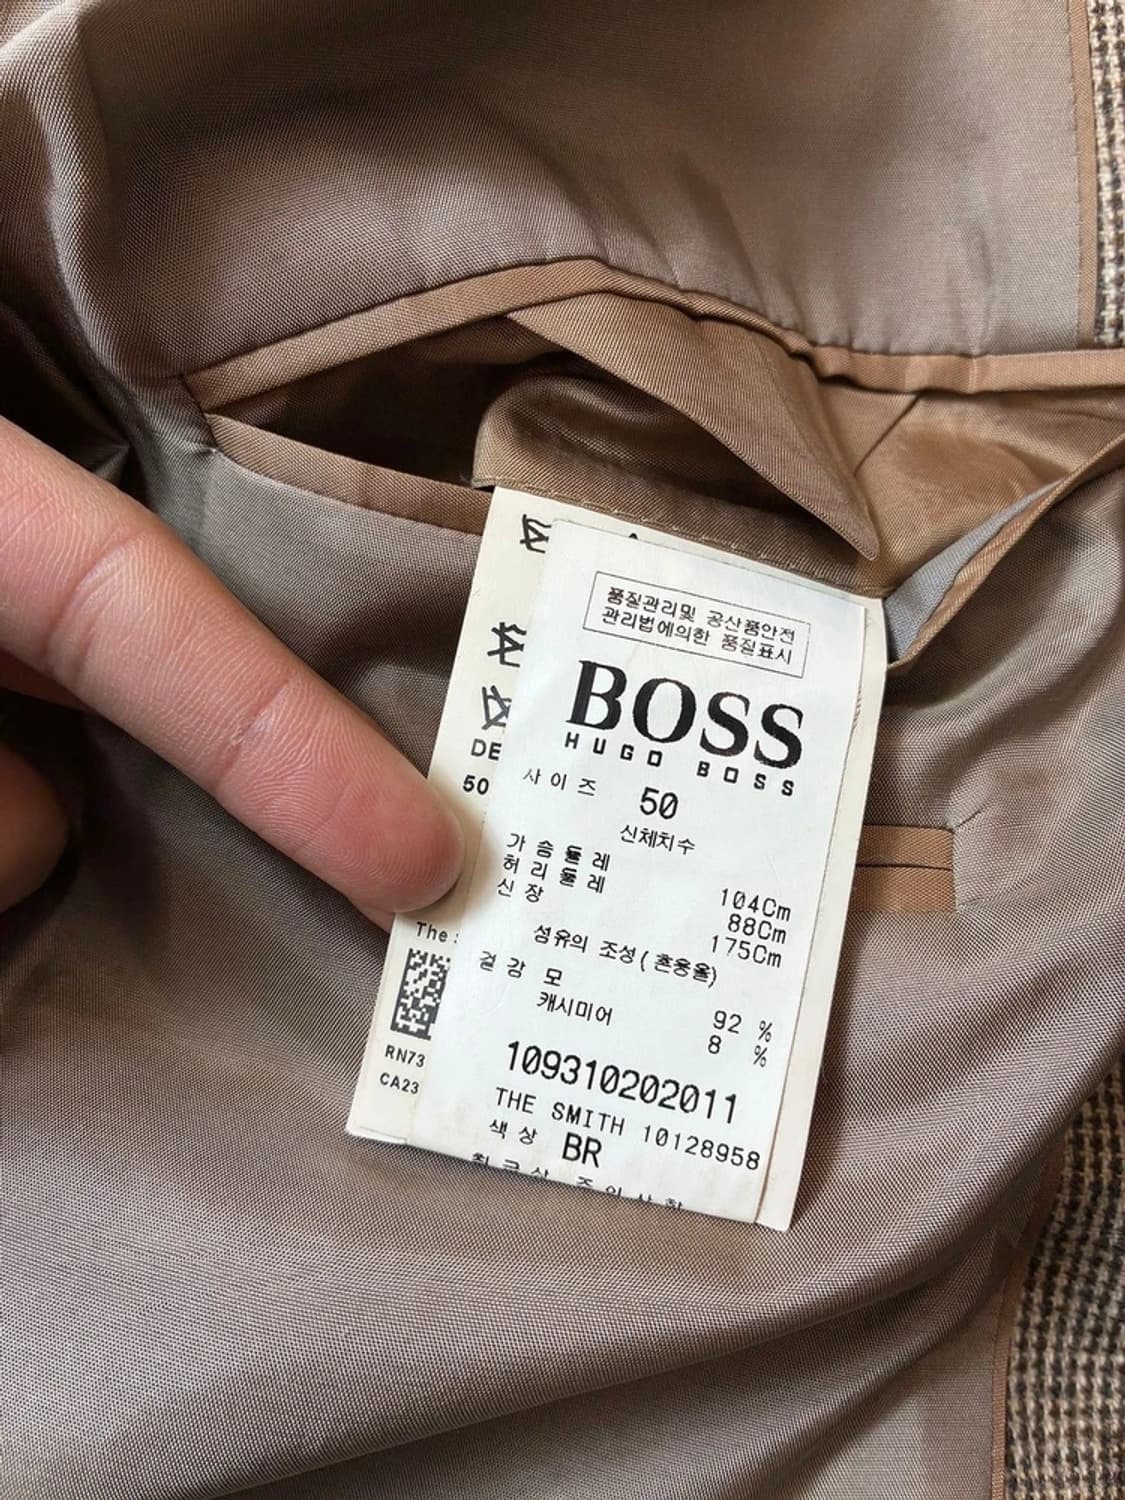 품질관리및 공산품안전
관리법에의한 품질표시
BOSS
HUGO BOSS
사이즈 50
신체치수
가슴둘레 104Cm
허리둘레 88Cm
신장 175Cm
섬유의 조성(혼용율)
겉감 모 92 %
캐시미어 8 %
109310202011
THE SMITH 10128958
색상 BR
DE
50
The
RN73
CA23